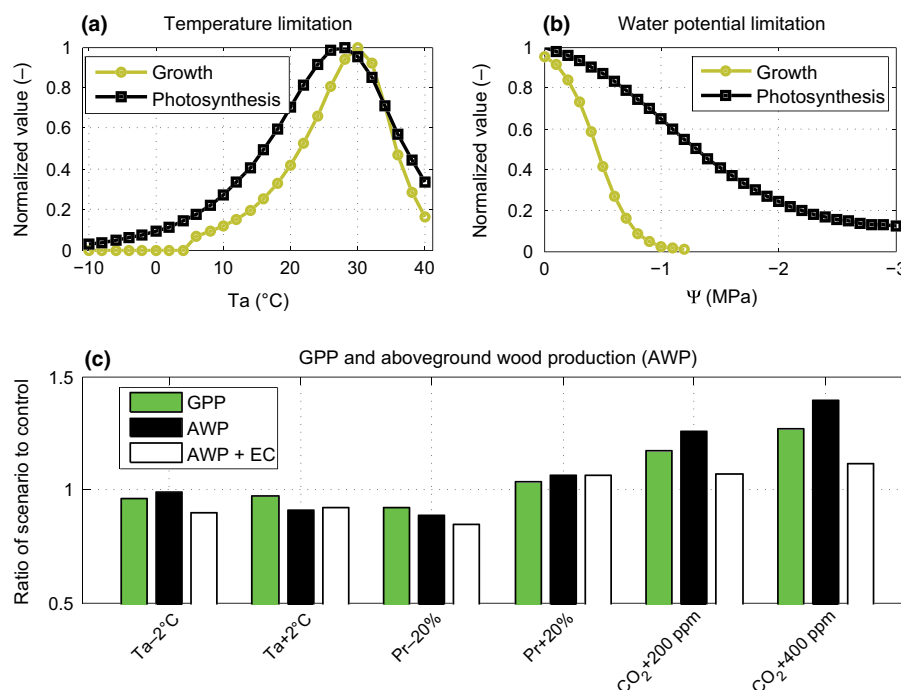 (a) Temperature limitation
Normalized value (–)
1
0.8
0.6
0.4
0.2
0
Growth
Photosynthesis
−10 0 10 20 30 40
Ta (°C)
(b) Water potential limitation
Normalized value (–)
1
0.8
0.6
0.4
0.2
0
Growth
Photosynthesis
0 −1 −2 −3
Ψ (MPa)
(c) GPP and aboveground wood production (AWP)
Ratio of scenario to control
1.5
1
0.5
GPP
AWP
AWP + EC
Ta−2°C
Ta+2°C
Pr−20%
Pr+20%
CO2+200 ppm
CO2+400 ppm